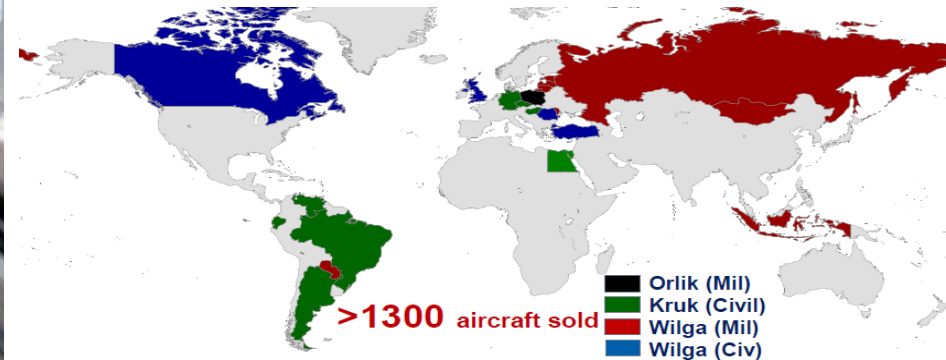 >1300 aircraft sold
Orlik (Mil)
Kruk (Civil)
Wilga (Mil)
Wilga (Civ)